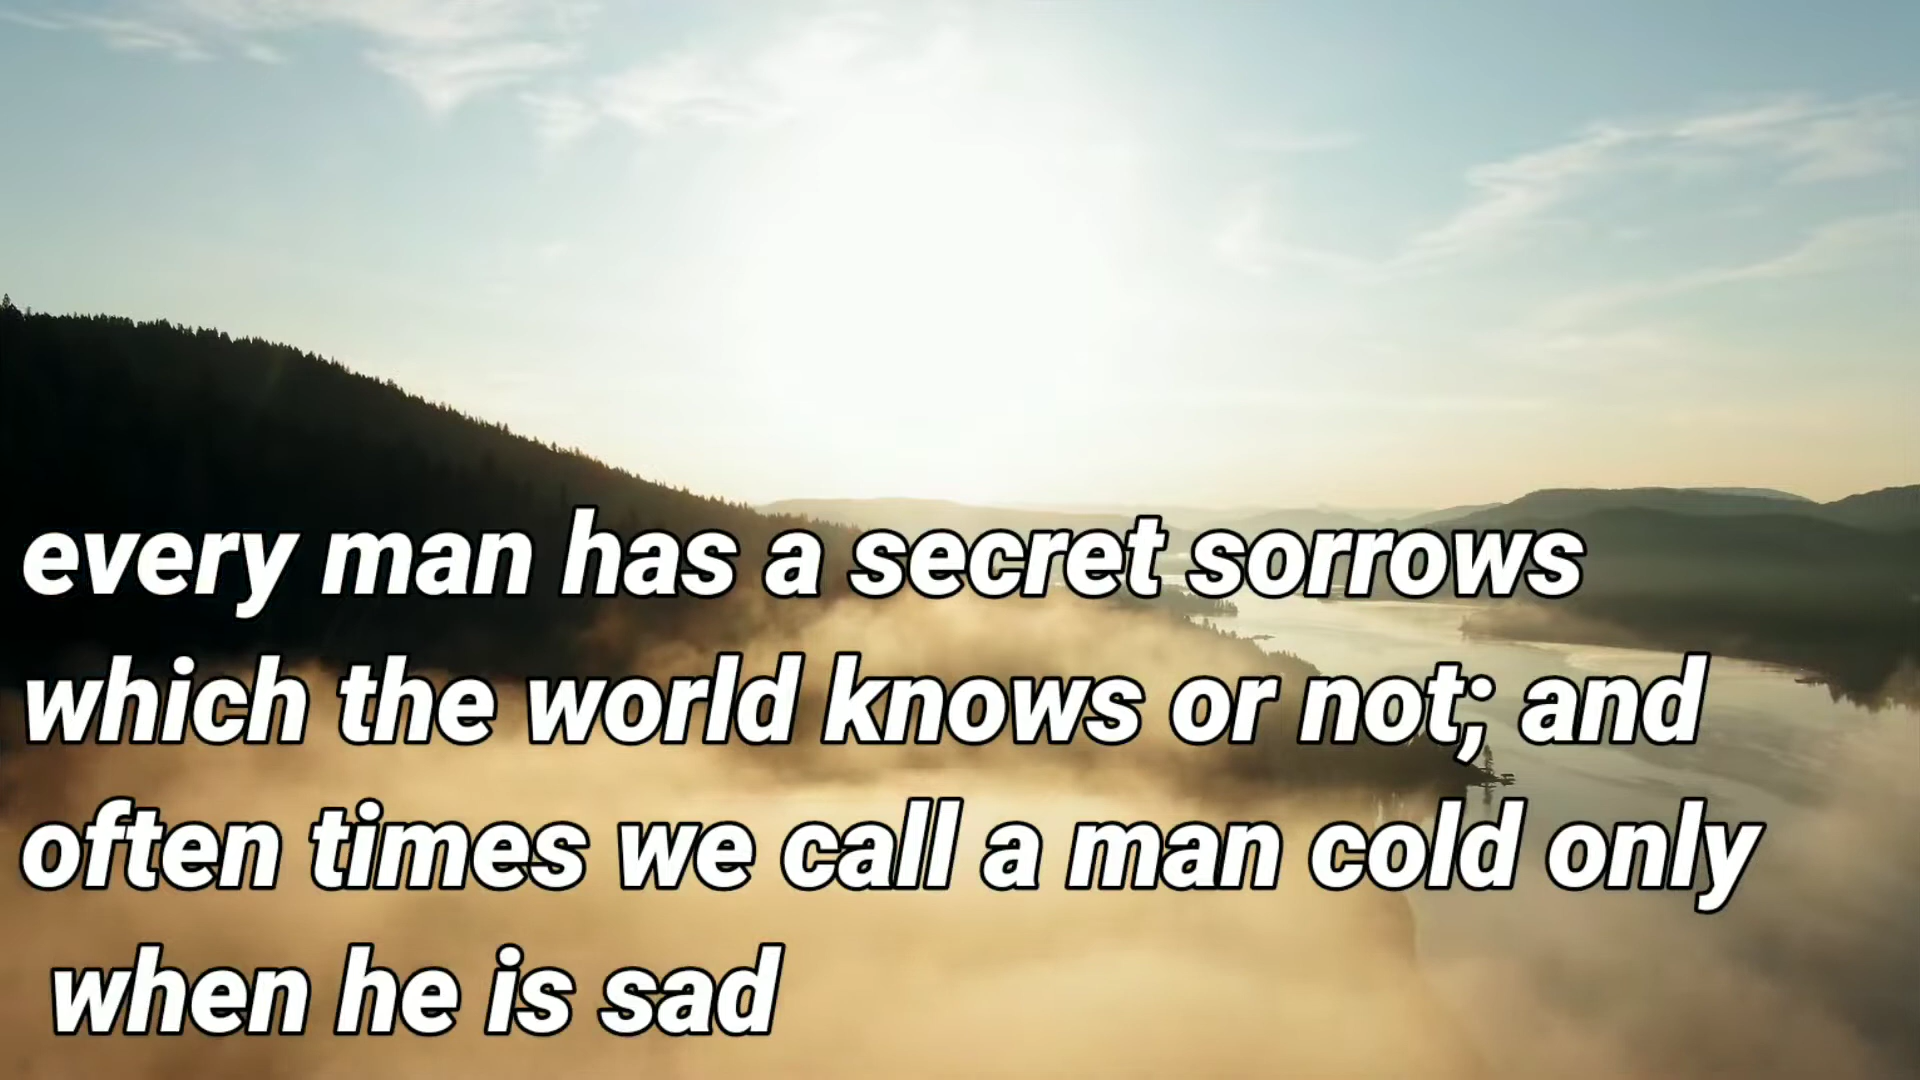 every man has a secret sorrows
which the world knows or not; and
often times we call a man cold only
when he is sad